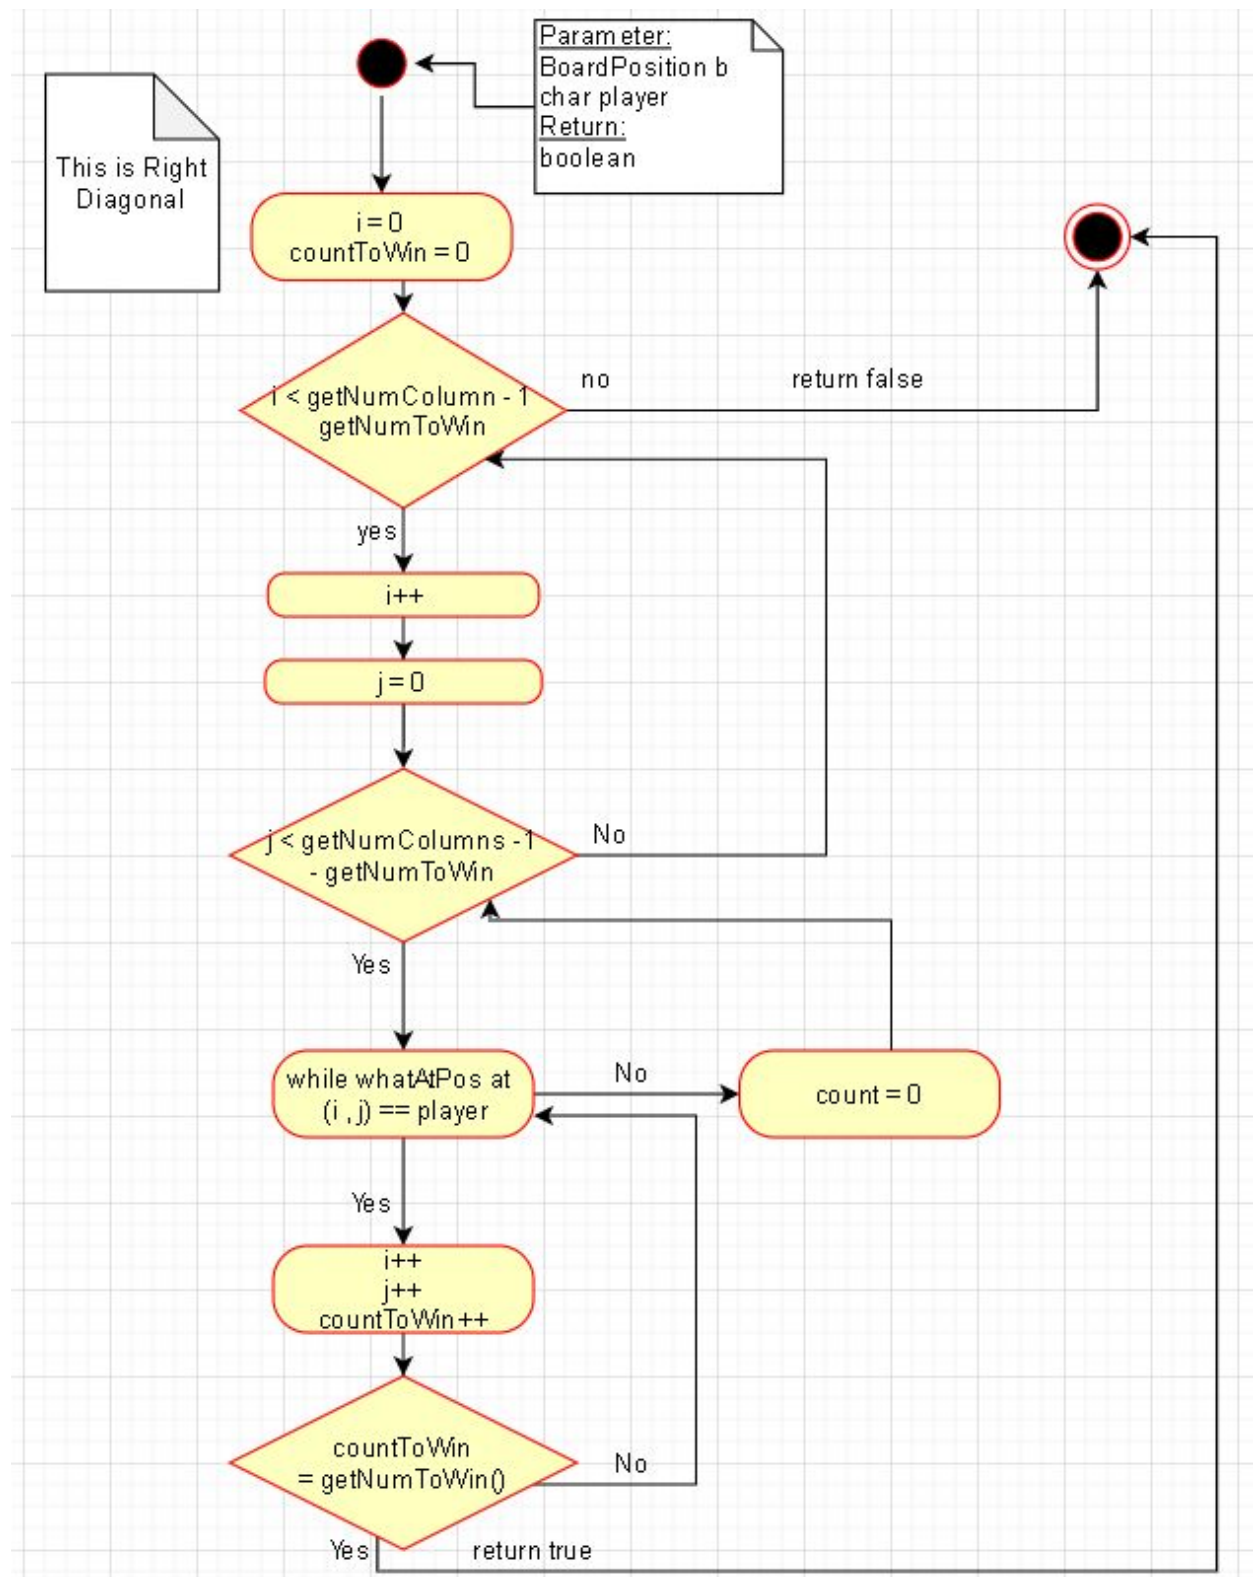 Parameter:
BoardPosition b
char player
Return:
boolean
This is Right
Diagonal
i = 0
countToWin = 0
i < getNumColumn - 1
getNumToWin
no
return false
yes
i++
j = 0
j < getNumColumns -1
- getNumToWin
No
Yes
while whatAtPos at
(i , j) == player
No
count = 0
Yes
i++
j++
countToWin++
countToWin
= getNumToWin()
No
Yes
return true